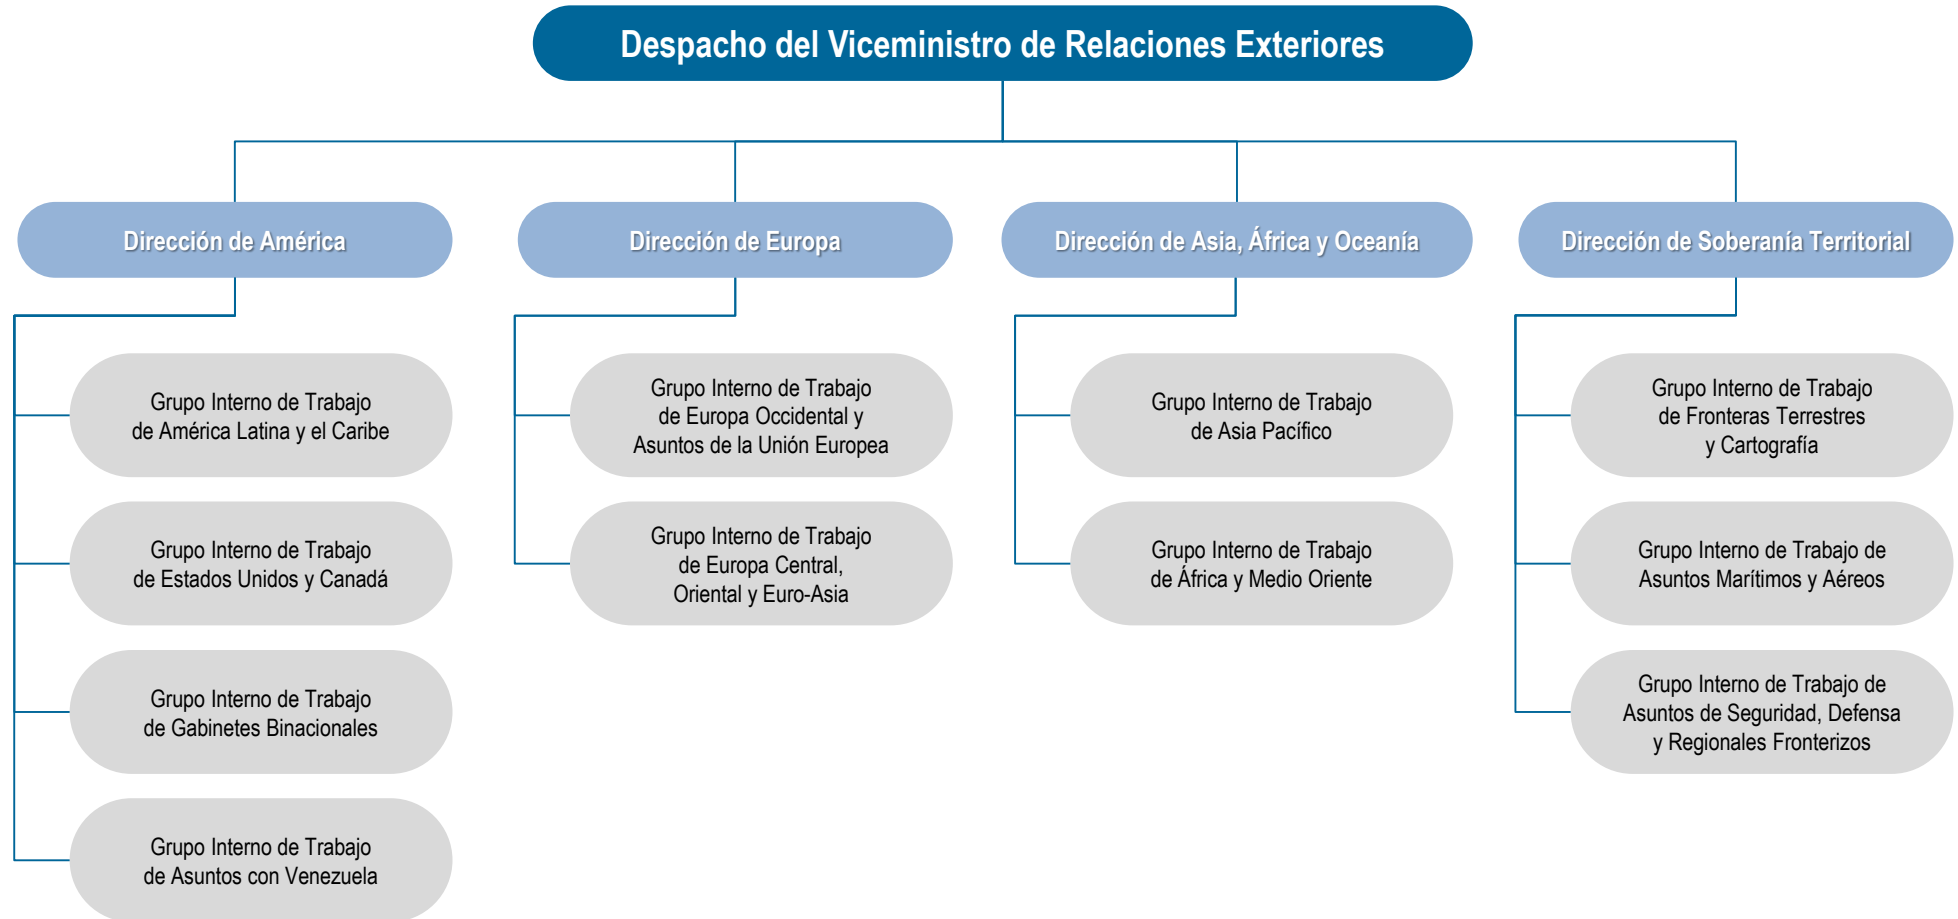 Despacho del Viceministro de Relaciones Exteriores
Dirección de América
Grupo Interno de Trabajo
de América Latina y el Caribe
Grupo Interno de Trabajo
de Estados Unidos y Canadá
Grupo Interno de Trabajo
de Gabinetes Binacionales
Grupo Interno de Trabajo
de Asuntos con Venezuela
Dirección de Europa
Grupo Interno de Trabajo
de Europa Occidental y
Asuntos de la Unión Europea
Grupo Interno de Trabajo
de Europa Central,
Oriental y Euro-Asia
Dirección de Asia, África y Oceanía
Grupo Interno de Trabajo
de Asia Pacífico
Grupo Interno de Trabajo
de África y Medio Oriente
Dirección de Soberanía Territorial
Grupo Interno de Trabajo
de Fronteras Terrestres
y Cartografía
Grupo Interno de Trabajo de
Asuntos Marítimos y Aéreos
Grupo Interno de Trabajo de
Asuntos de Seguridad, Defensa
y Regionales Fronterizos